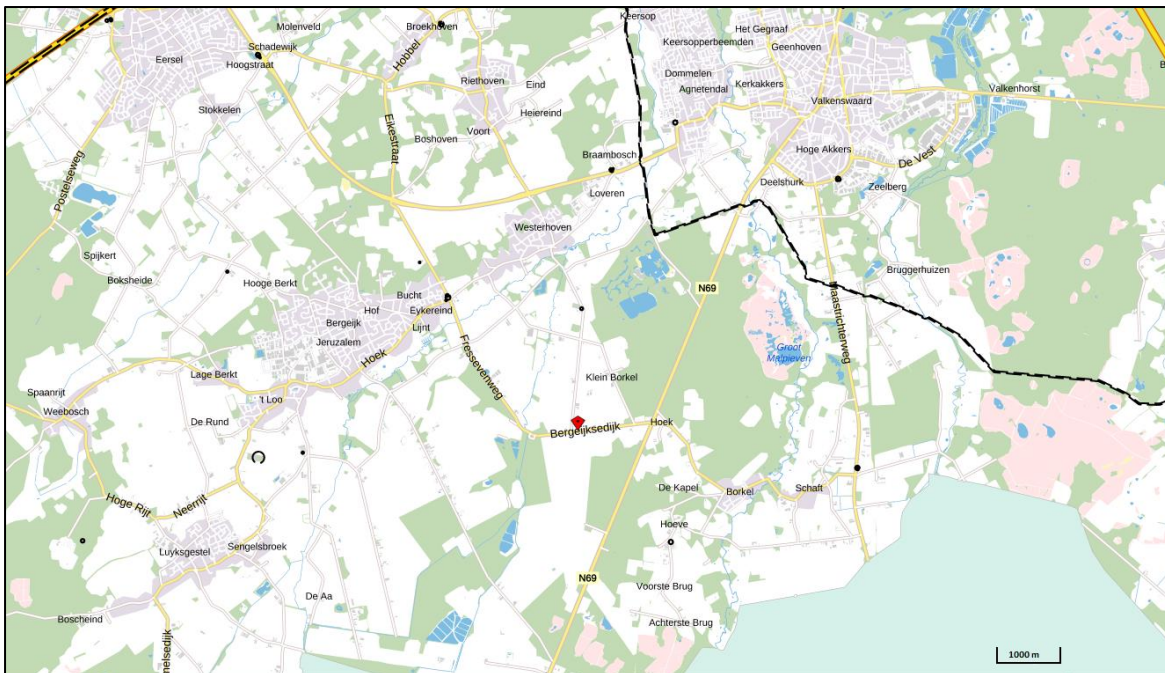 Keersop
Molenveld
Broekhoven
Het Gegraaf
Schadewijk
Hobbel
Keersopperbeemden
Geenhoven
Eersel
Hoogstraat
Riethoven
Eind
Dommelen
Agnetendal
Kerkakkers
Valkenhorst
Stokkelen
Heiereind
Valkenswaard
Eikestraat
Boshoven
Voort
Braambosch
Hoge Akkers
De Vest
Postelseweg
Deelshurk
Zeelberg
Loveren
Westerhoven
Spijkert
Boksheide
Hooge Berkt
Bruggerhuizen
Bucht
N69
Maastrichterweg
Hof
Eykereind
Bergeijk
Lijnt
Jeruzalem
Hoek
Fressevenweg
Groot
Malpieven
Lage Berkt
Klein Borkel
Spaanrijt
't Loo
Weebosch
De Rund
Bergeijksedijk
Hoek
De Kapel
Borkel
Schaft
Hoge Rijt
Neerrijt
Hoeve
Luyksgestel
Sengelsbroek
N69
Voorste Brug
De Aa
Boscheind
Achterste Brug
nelsedijk
1000 m